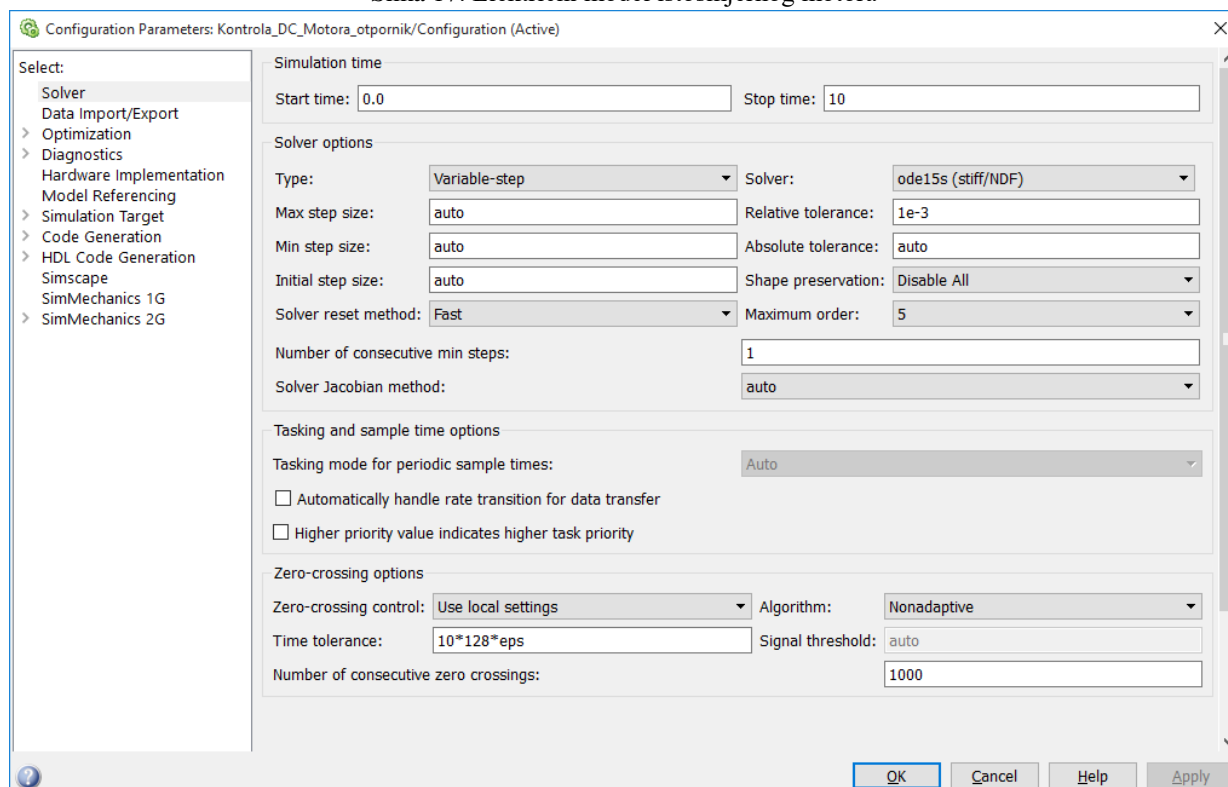 Configuration Parameters: Kontrola_DC_Motora_otpornik/Configuration (Active)
Select:
Solver
Data Import/Export
Optimization
Diagnostics
Hardware Implementation
Model Referencing
Simulation Target
Code Generation
HDL Code Generation
Simscape
SimMechanics 1G
SimMechanics 2G
Simulation time
Start time: 0.0 Stop time: 10
Solver options
Type: Variable-step Solver: ode15s (stiff/NDF)
Max step size: auto Relative tolerance: 1e-3
Min step size: auto Absolute tolerance: auto
Initial step size: auto Shape preservation: Disable All
Solver reset method: Fast Maximum order: 5
Number of consecutive min steps: 1
Solver Jacobian method: auto
Tasking and sample time options
Tasking mode for periodic sample times: Auto
Automatically handle rate transition for data transfer
Higher priority value indicates higher task priority
Zero-crossing options
Zero-crossing control: Use local settings Algorithm: Nonadaptive
Time tolerance: 10*128*eps Signal threshold: auto
Number of consecutive zero crossings: 1000
OK Cancel Help Apply